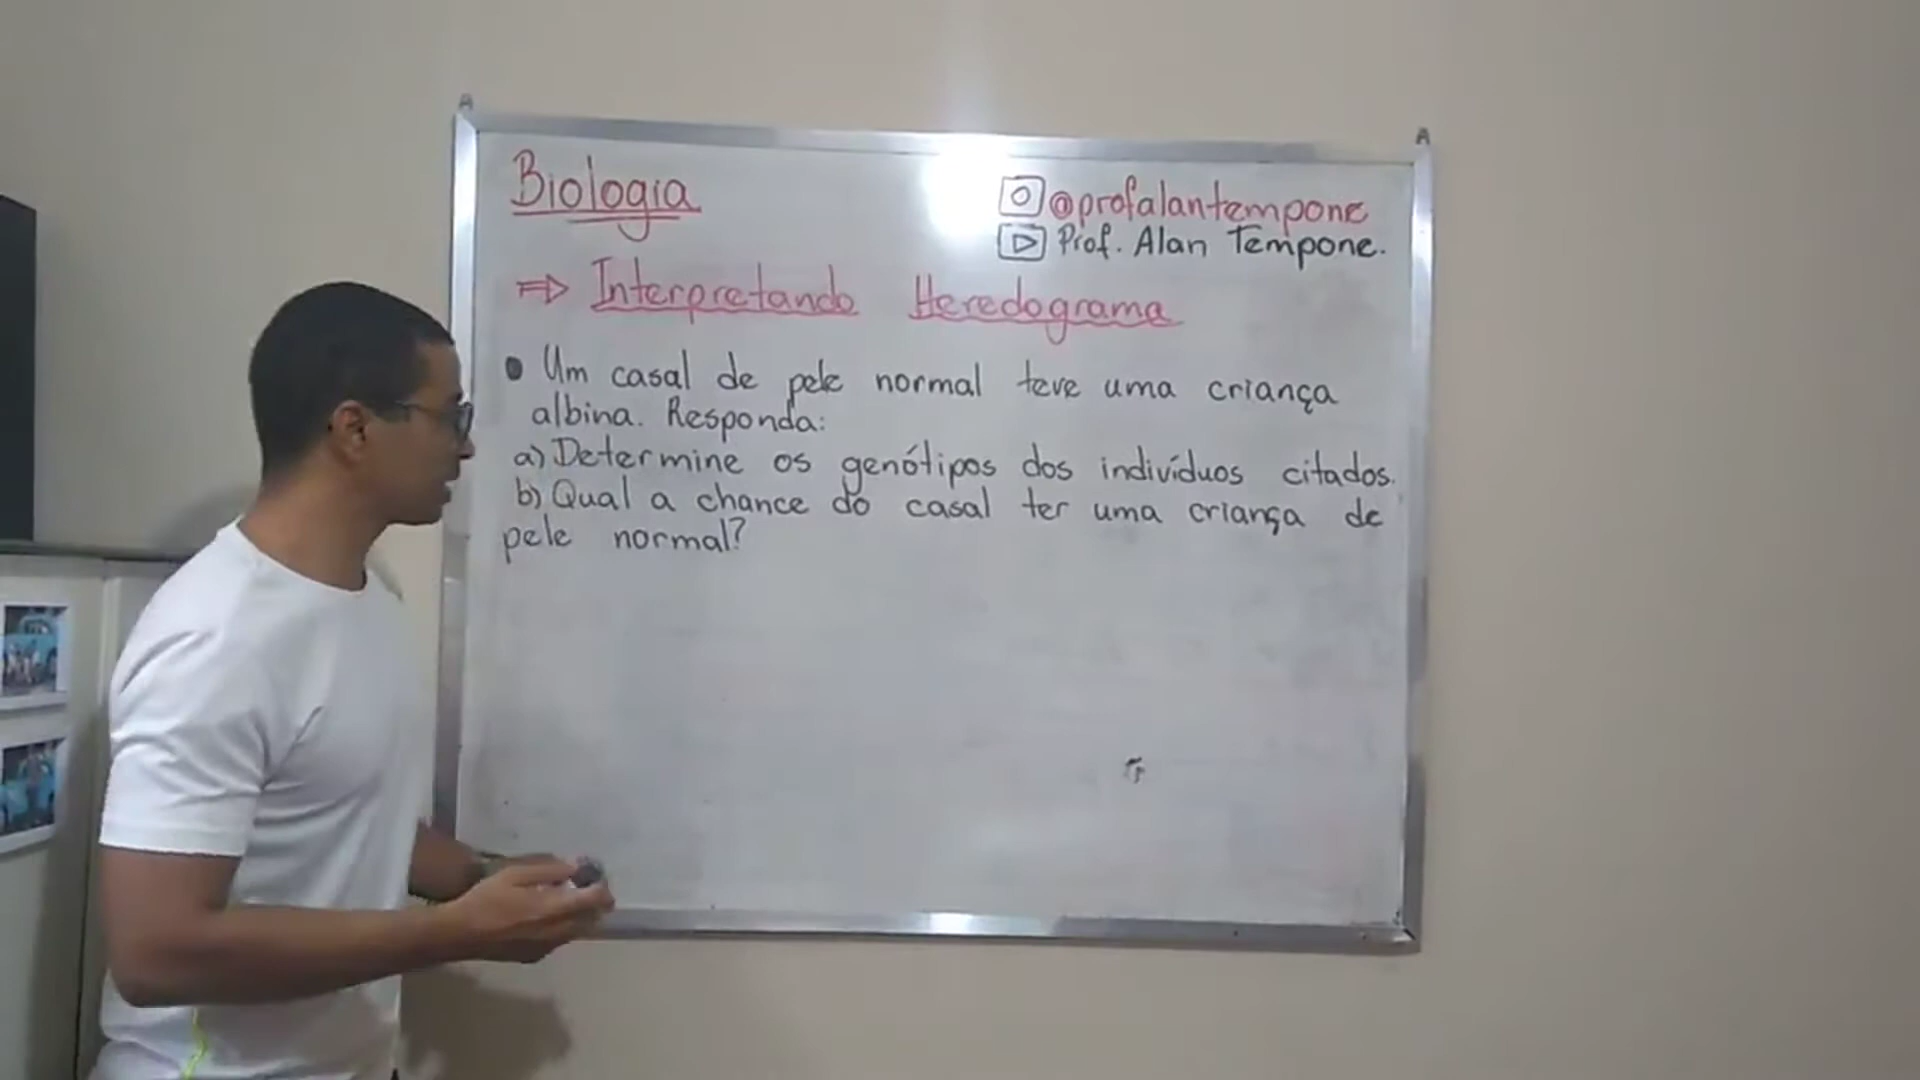 Biologia
@profalantempone
Prof. Alan Tempone.
⇒ Interpretando Heredograma
• Um casal de pele normal teve uma criança
albina. Responda:
a) Determine os genótipos dos indivíduos citados.
b) Qual a chance do casal ter uma criança de
pele normal?